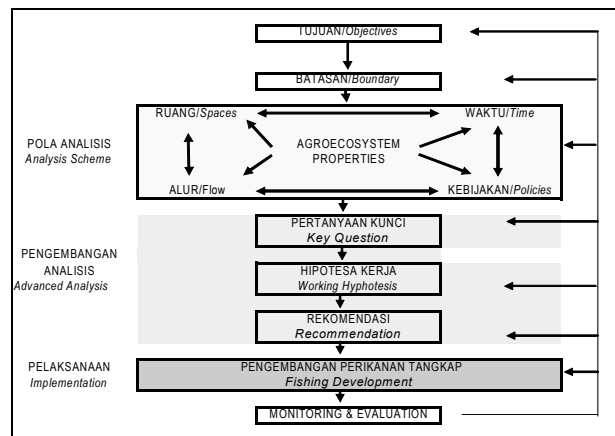 TUJUAN/Objectives
BATASAN/Boundary
RUANG/Spaces
WAKTU/Time
POLA ANALISIS
Analysis Scheme
AGROECOSYSTEM
PROPERTIES
ALUR/Flow
KEBIJAKAN/Policies
PERTANYAAN KUNCI
Key Question
PENGEMBANGAN
ANALISIS
Advanced Analysis
HIPOTESA KERJA
Working Hyphotesis
REKOMENDASI
Recommendation
PELAKSANAAN
Implementation
PENGEMBANGAN PERIKANAN TANGKAP
Fishing Development
MONITORING & EVALUATION